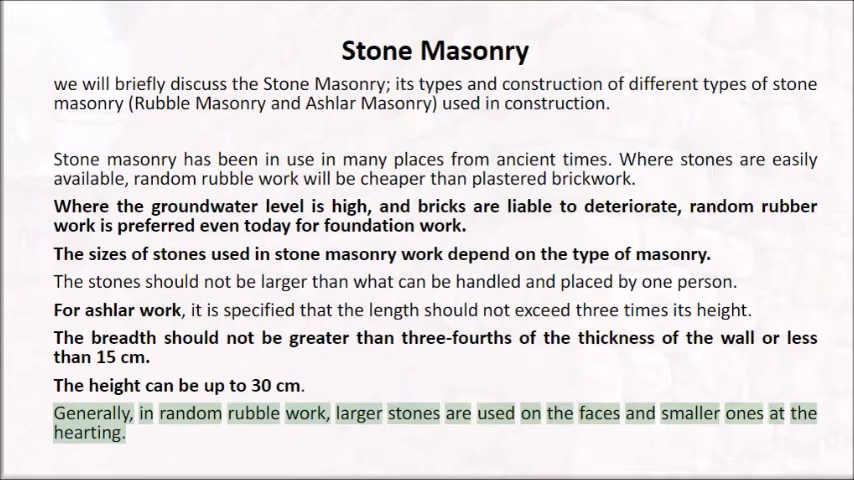 Stone Masonry
we will briefly discuss the Stone Masonry; its types and construction of different types of stone
masonry (Rubble Masonry and Ashlar Masonry) used in construction.
Stone masonry has been in use in many places from ancient times. Where stones are easily
available, random rubble work will be cheaper than plastered brickwork.
Where the groundwater level is high, and bricks are liable to deteriorate, random rubber
work is preferred even today for foundation work.
The sizes of stones used in stone masonry work depend on the type of masonry.
The stones should not be larger than what can be handled and placed by one person.
For ashlar work, it is specified that the length should not exceed three times its height.
The breadth should not be greater than three-fourths of the thickness of the wall or less
than 15 cm.
The height can be up to 30 cm.
Generally, in random rubble work, larger stones are used on the faces and smaller ones at the
hearting.